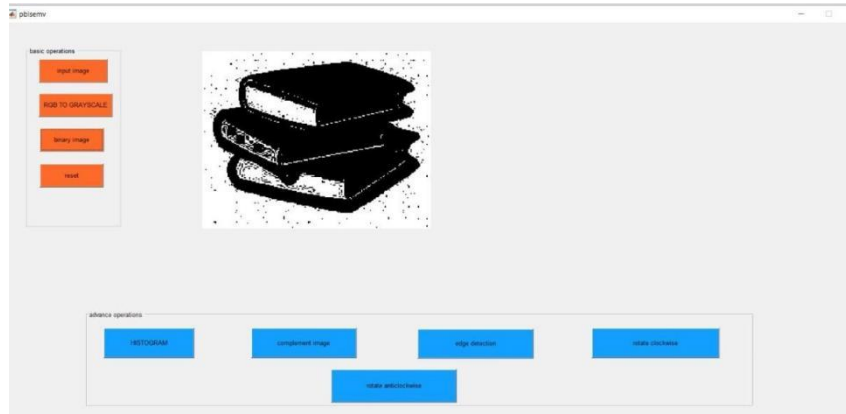 pblsemv
basic operations
input image
RGB TO GRAYSCALE
binary image
reset
advance operations
HISTOGRAM
complement image
edge detection
rotate clockwise
rotate anticlockwise